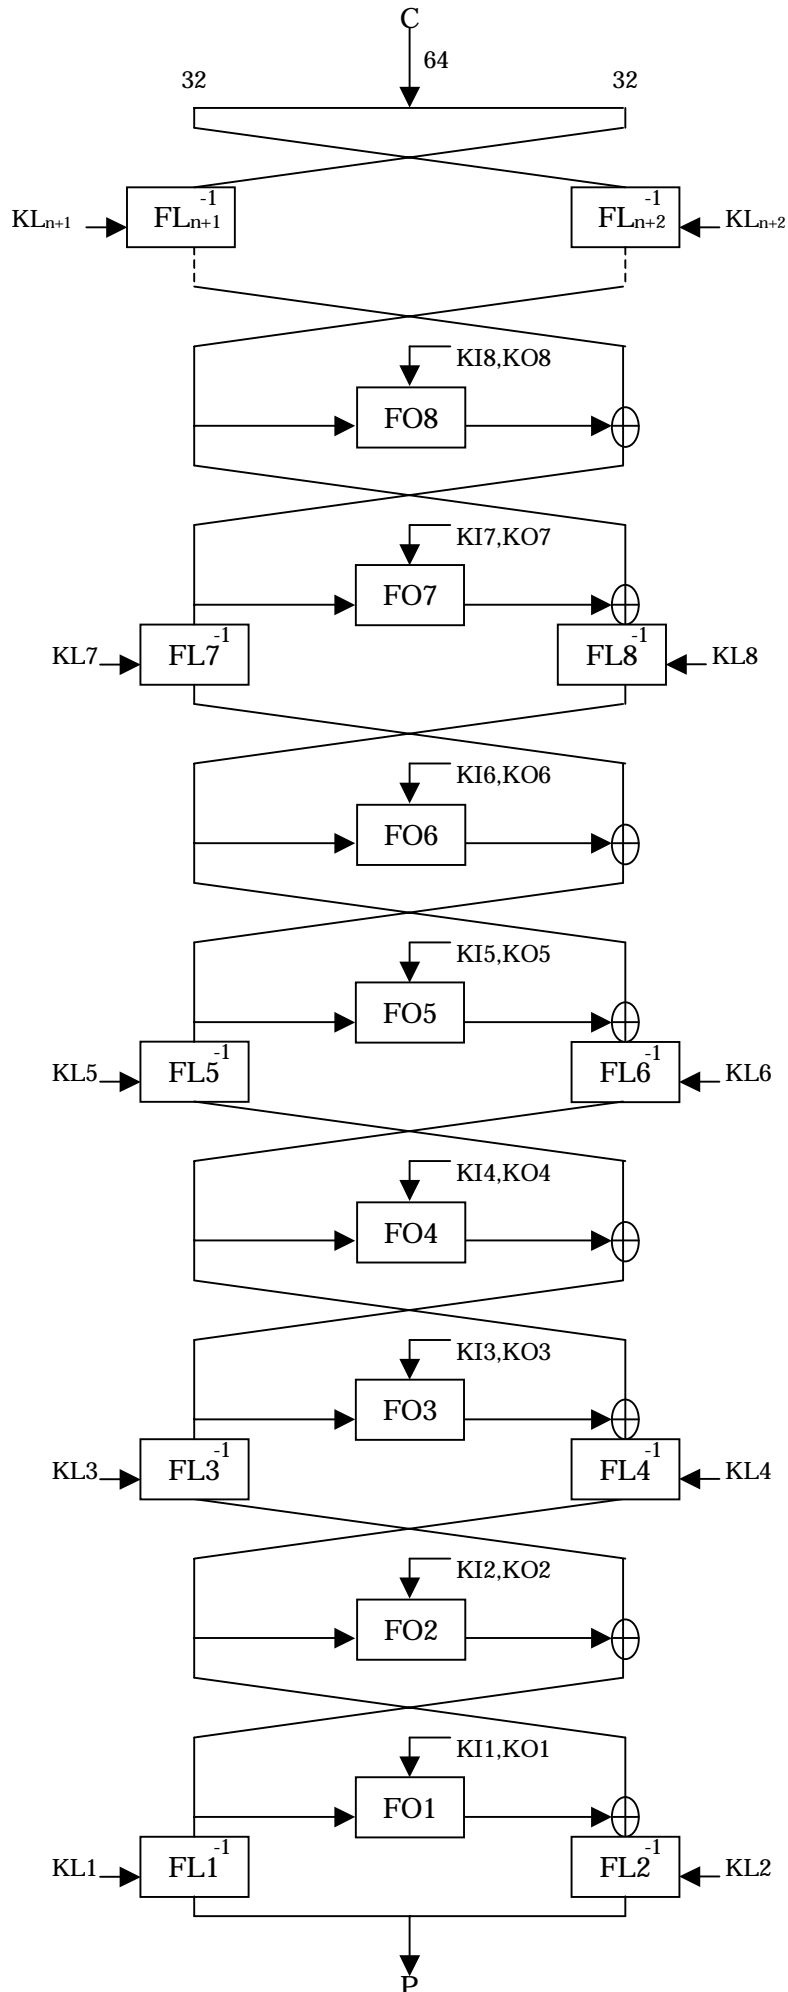 C
64
32 32
KLn+1 FLn+1 -1 FLn+2 -1 KLn+2
KI8,KO8
FO8
KI7,KO7
FO7
KL7 FL7 -1 FL8 -1 KL8
KI6,KO6
FO6
KI5,KO5
FO5
KL5 FL5 -1 FL6 -1 KL6
KI4,KO4
FO4
KI3,KO3
FO3
KL3 FL3 -1 FL4 -1 KL4
KI2,KO2
FO2
KI1,KO1
FO1
KL1 FL1 -1 FL2 -1 KL2
P